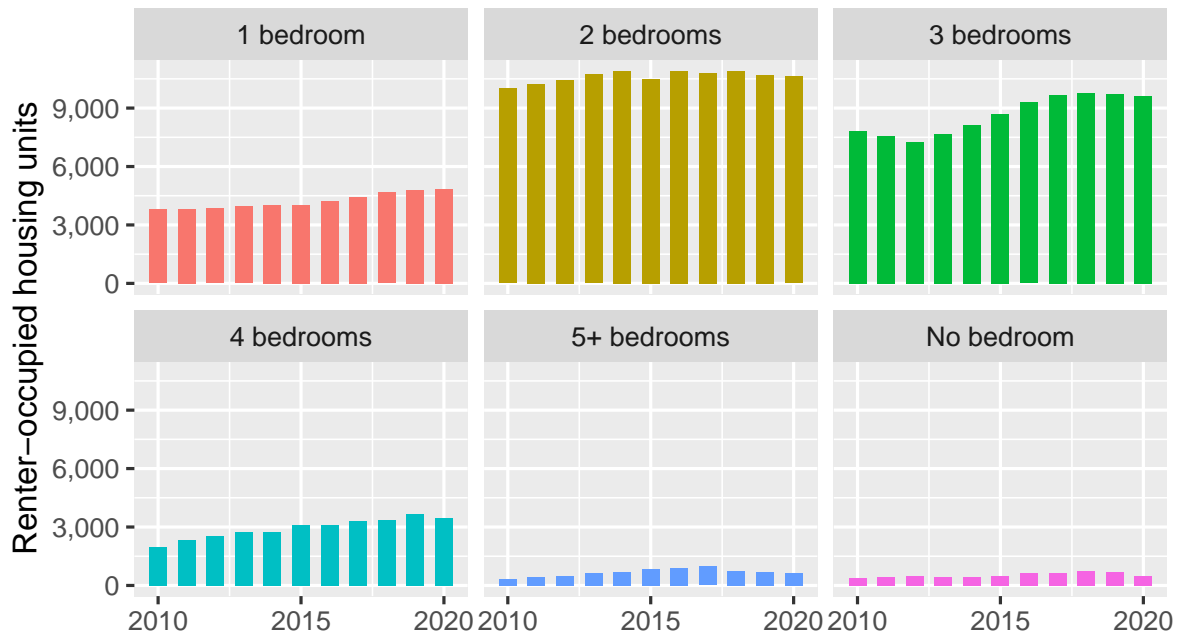 Renter−occupied housing units
1 bedroom
2 bedrooms
3 bedrooms
9,000
6,000
3,000
0
4 bedrooms
5+ bedrooms
No bedroom
9,000
6,000
3,000
0
2010
2015
2020
2010
2015
2020
2010
2015
2020